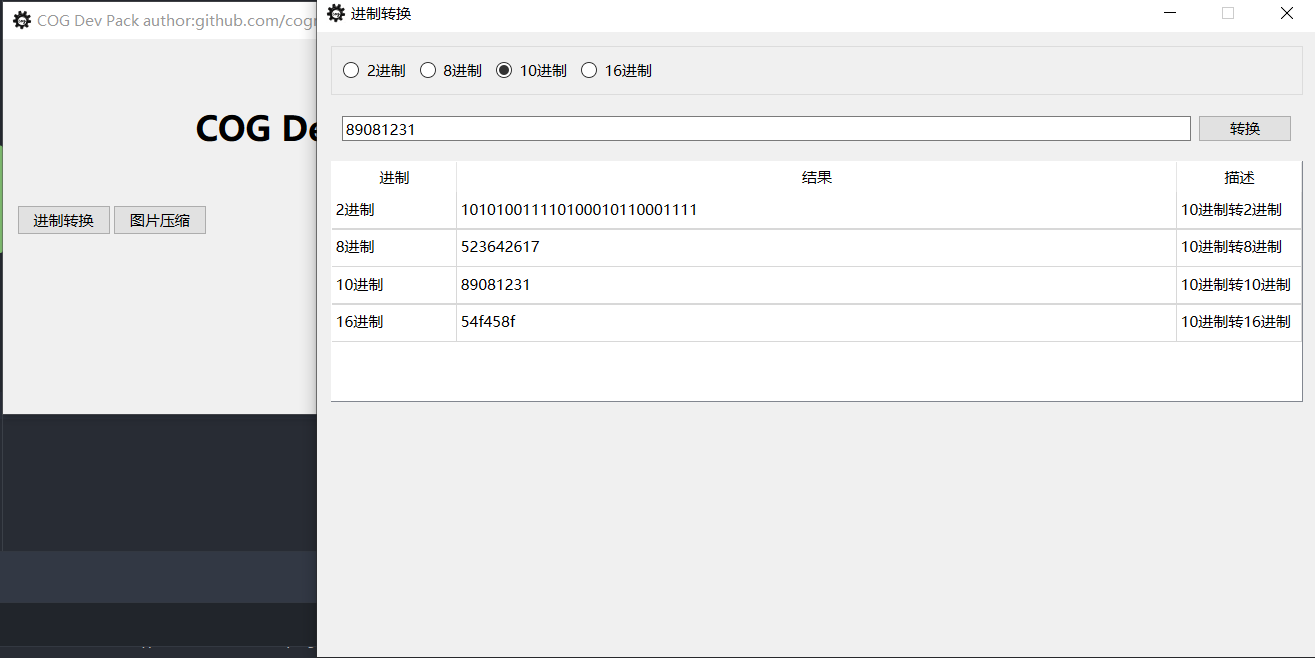 COG Dev Pack author:github.com/cogr
COG De
进制转换 图片压缩
进制转换
2进制 8进制 10进制 16进制
89081231 转换
进制 结果 描述
2进制 101010011110100010110001111 10进制转2进制
8进制 523642617 10进制转8进制
10进制 89081231 10进制转10进制
16进制 54f458f 10进制转16进制